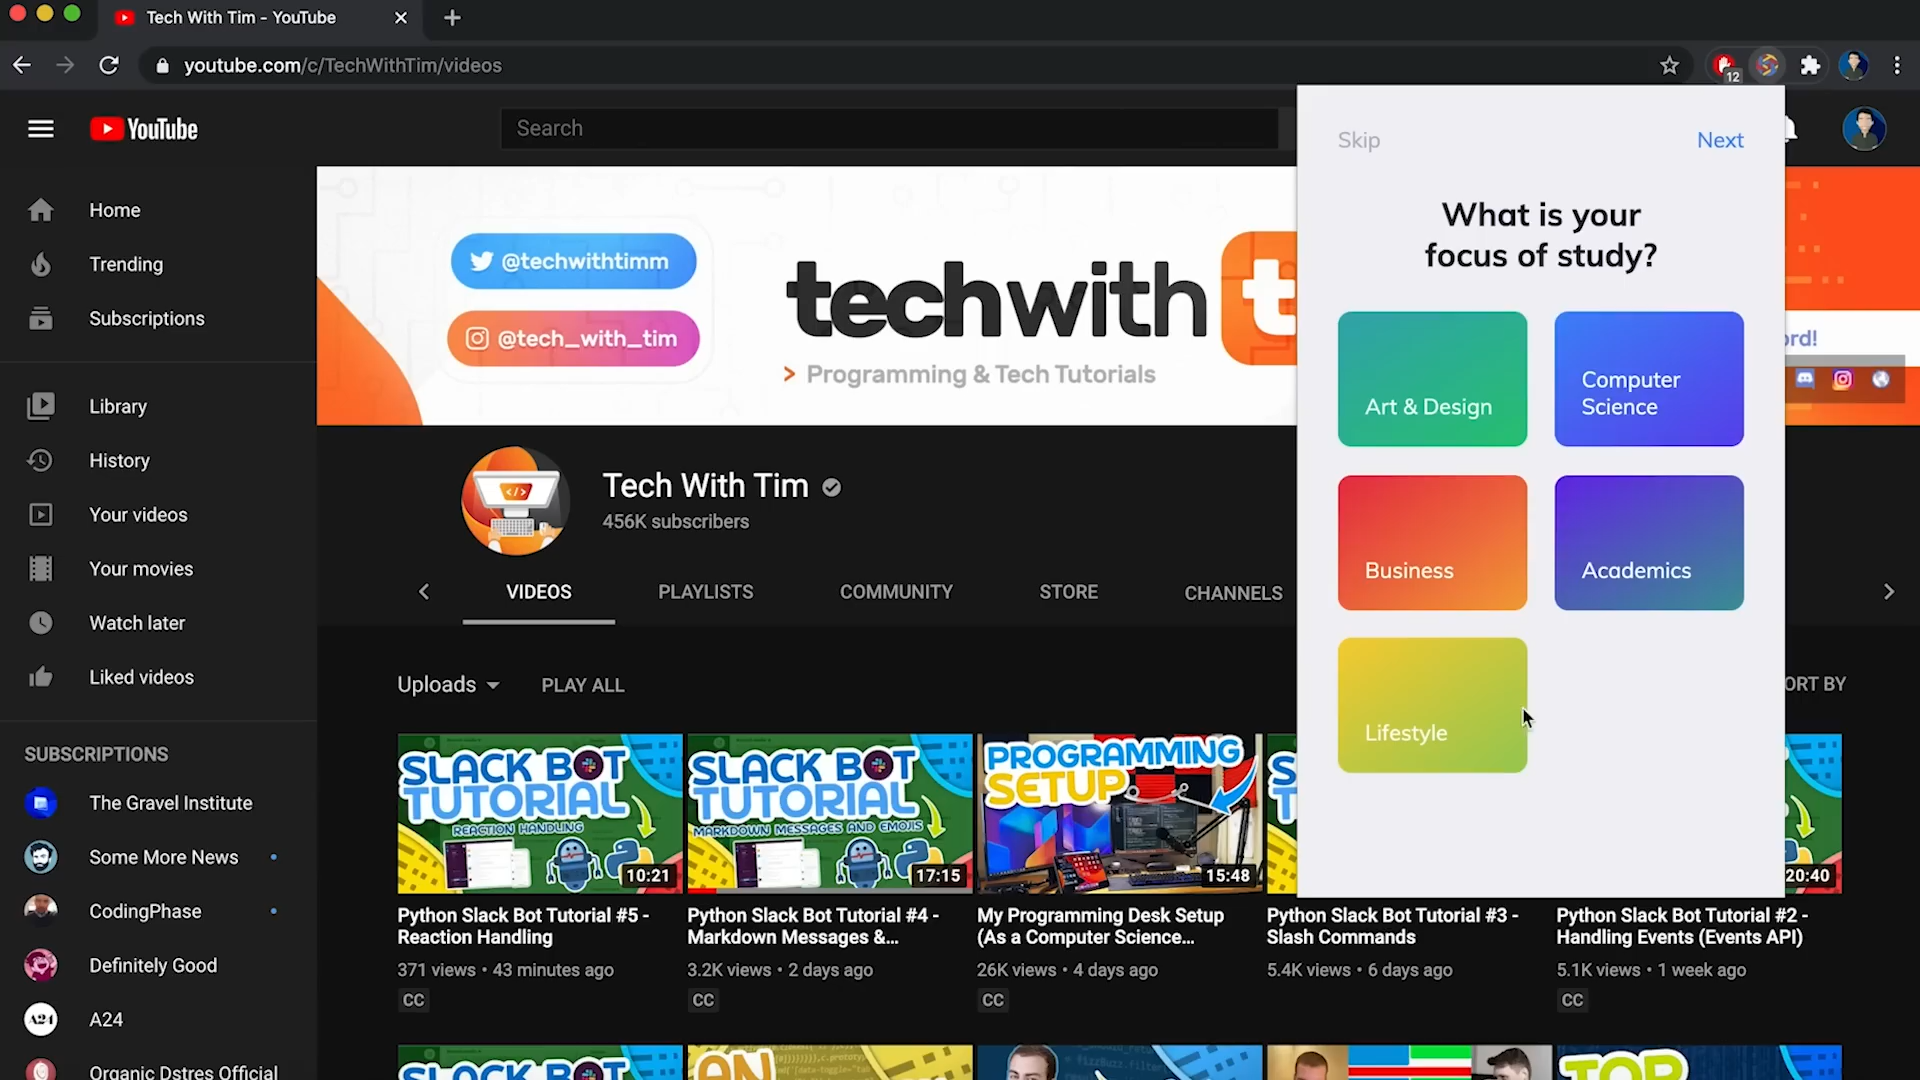 Tech With Tim - YouTube
youtube.com/c/TechWithTim/videos
12
YouTube
Search
Skip
Next
What is your
focus of study?
Art & Design
Computer
Science
Business
Academics
Lifestyle
Home
Trending
Subscriptions
Library
History
Your videos
Your movies
Watch later
Liked videos
SUBSCRIPTIONS
The Gravel Institute
Some More News
CodingPhase
Definitely Good
A24
A24
Organic Dstres Official
@techwithtimm
@tech_with_tim
techwith t
> Programming & Tech Tutorials
ord!
Tech With Tim
456K subscribers
VIDEOS
PLAYLISTS
COMMUNITY
STORE
CHANNELS
Uploads
PLAY ALL
ORT BY
SLACK BOT
TUTORIAL
REACTION HANDLING
10:21
SLACK BOT
TUTORIAL
MARKDOWN MESSAGES AND EMOJIS
17:15
PROGRAMMING
SETUP
15:48
20:40
Python Slack Bot Tutorial #5 -
Reaction Handling
371 views • 43 minutes ago
CC
Python Slack Bot Tutorial #4 -
Markdown Messages &...
3.2K views • 2 days ago
CC
My Programming Desk Setup
(As a Computer Science...
26K views • 4 days ago
CC
Python Slack Bot Tutorial #3 -
Slash Commands
5.4K views • 6 days ago
Python Slack Bot Tutorial #2 -
Handling Events (Events API)
5.1K views • 1 week ago
CC
SLACK BOT
AN
TOP